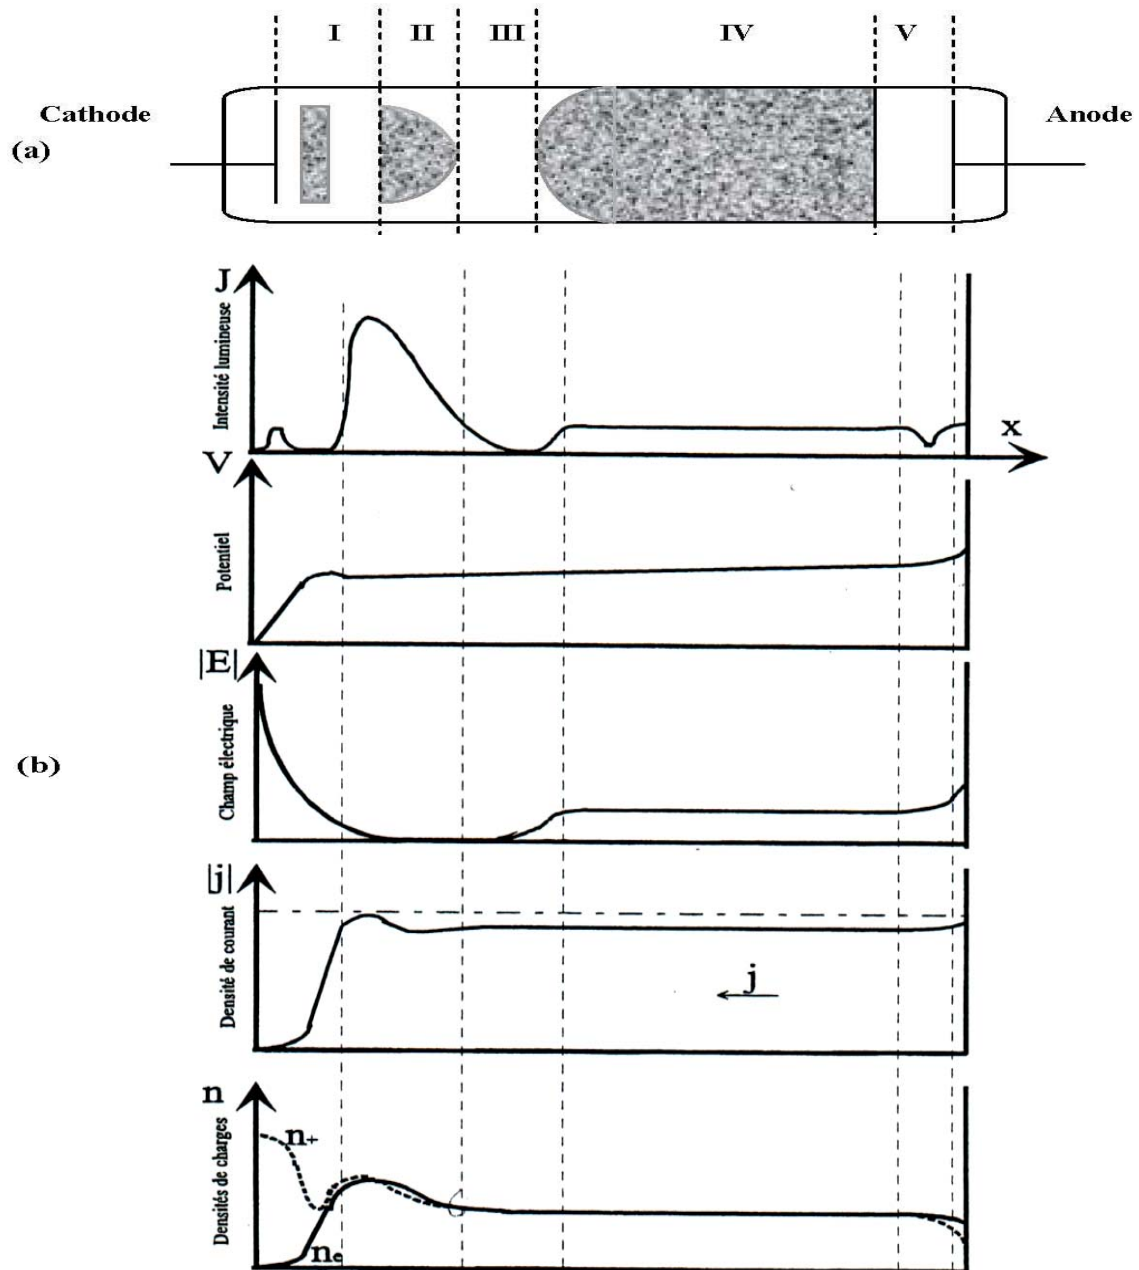 I II III IV V
Cathode
Anode
(a)
J
Intensité lumineuse
x
V
Potentiel
|E|
Champ électrique
(b)
|j|
Densité de courant
j
n
Densités de charges
n+
ne